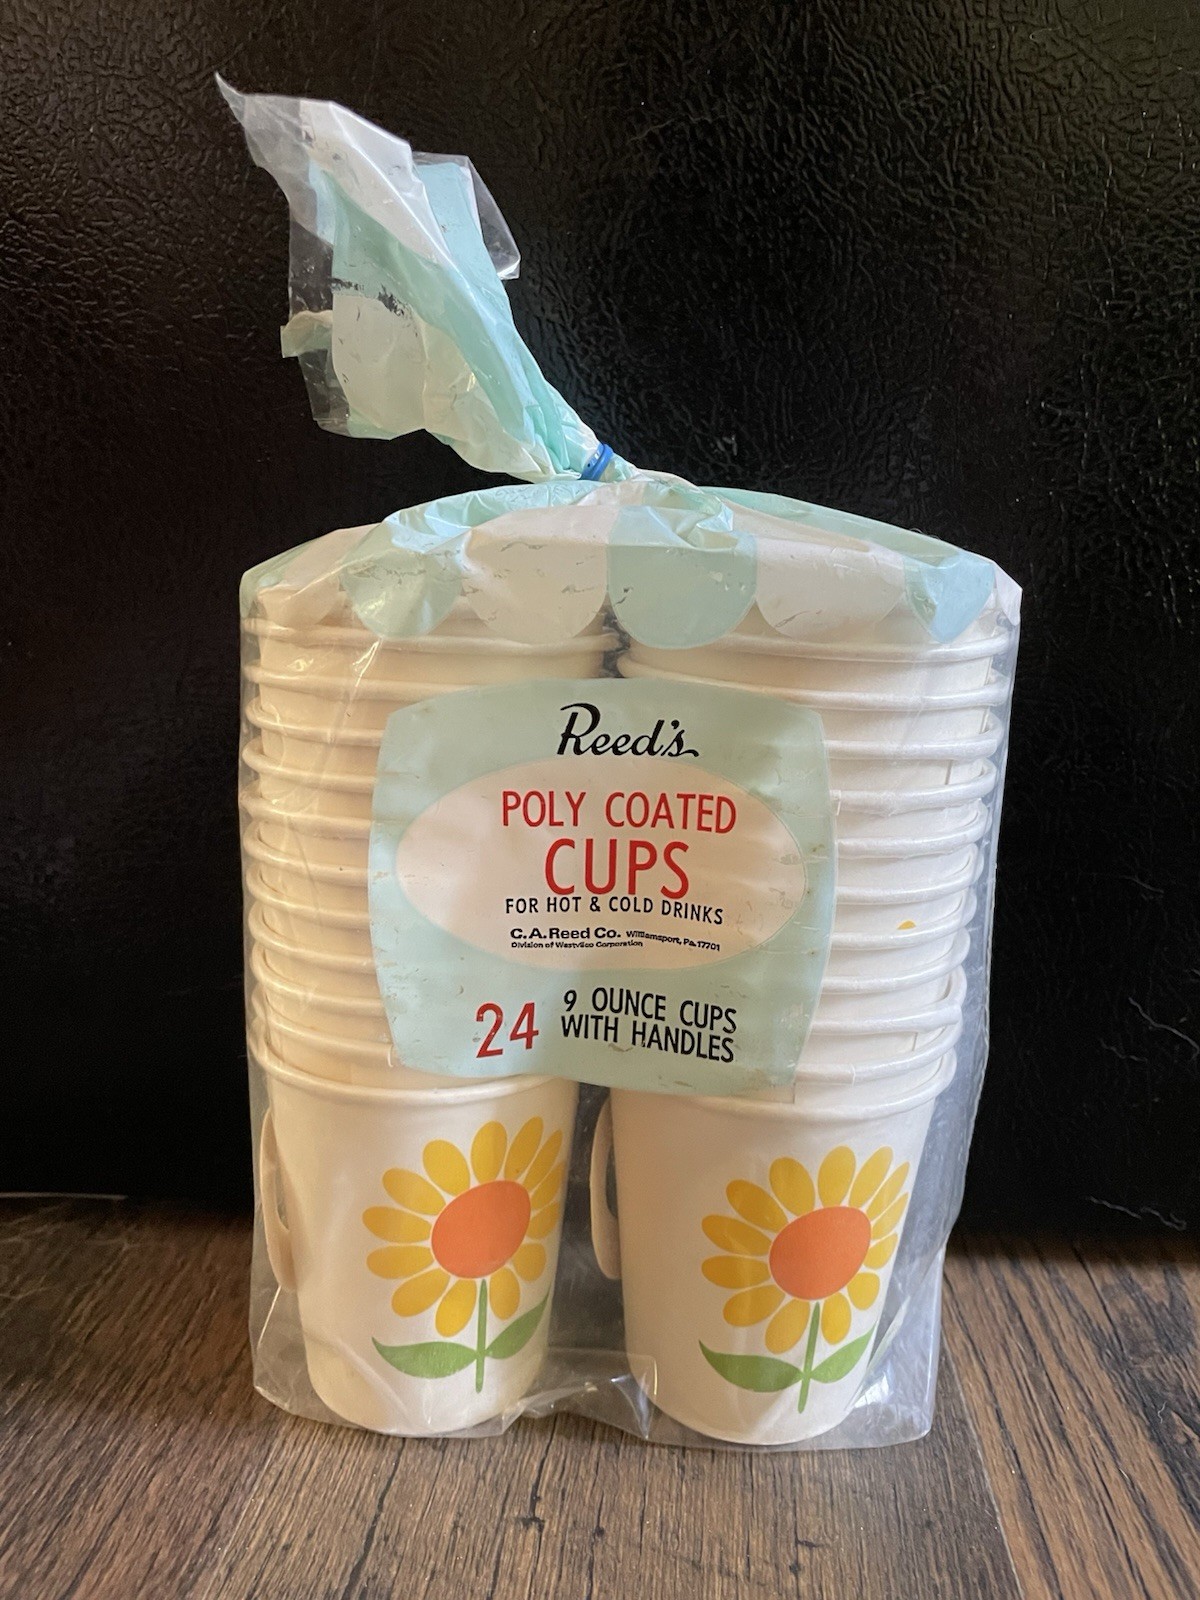 Reed's
POLY COATED
CUPS
FOR HOT & COLD DRINKS
C.A. Reed Co. Williamsport, Pa. 17701
Division of Westvaco Corporation
24
9 OUNCE CUPS
WITH HANDLES